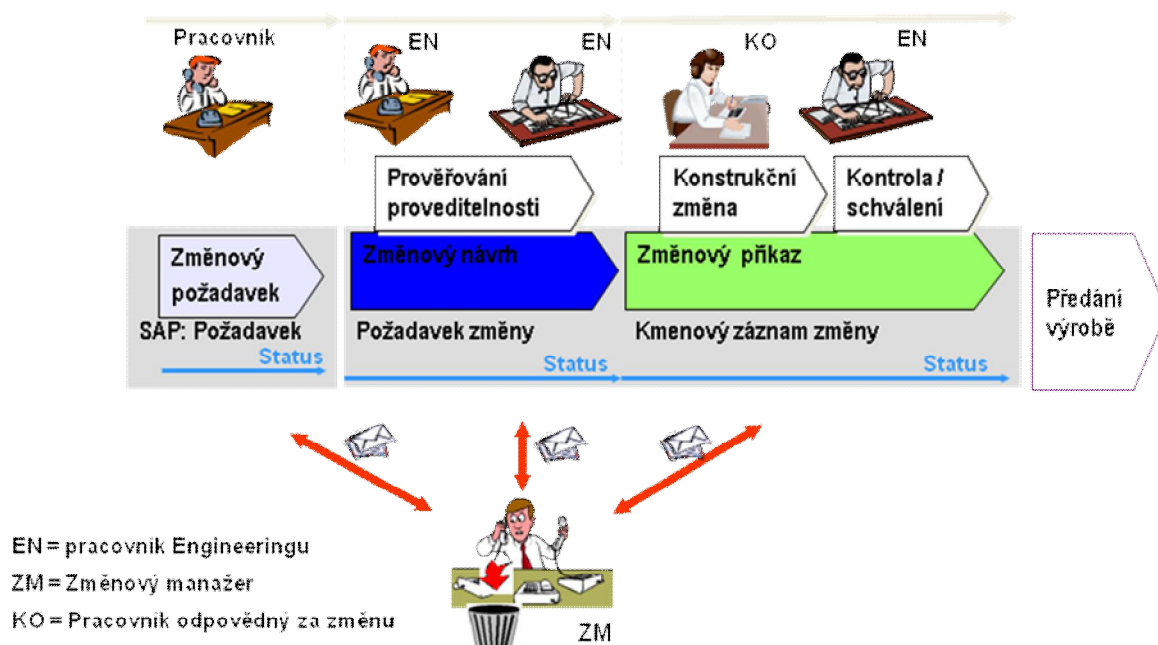 Pracovník
EN
EN
KO
EN
Prověřování
proveditelnosti
Konstrukční
změna
Kontrola /
schválení
Změnový
požadavek
Změnový návrh
Změnový příkaz
Předání
výrobě
SAP: Požadavek
Požadavek změny
Kmenový záznam změny
Status
Status
Status
EN = pracovník Engineeringu
ZM = Změnový manažer
KO = Pracovník odpovědný za změnu
ZM